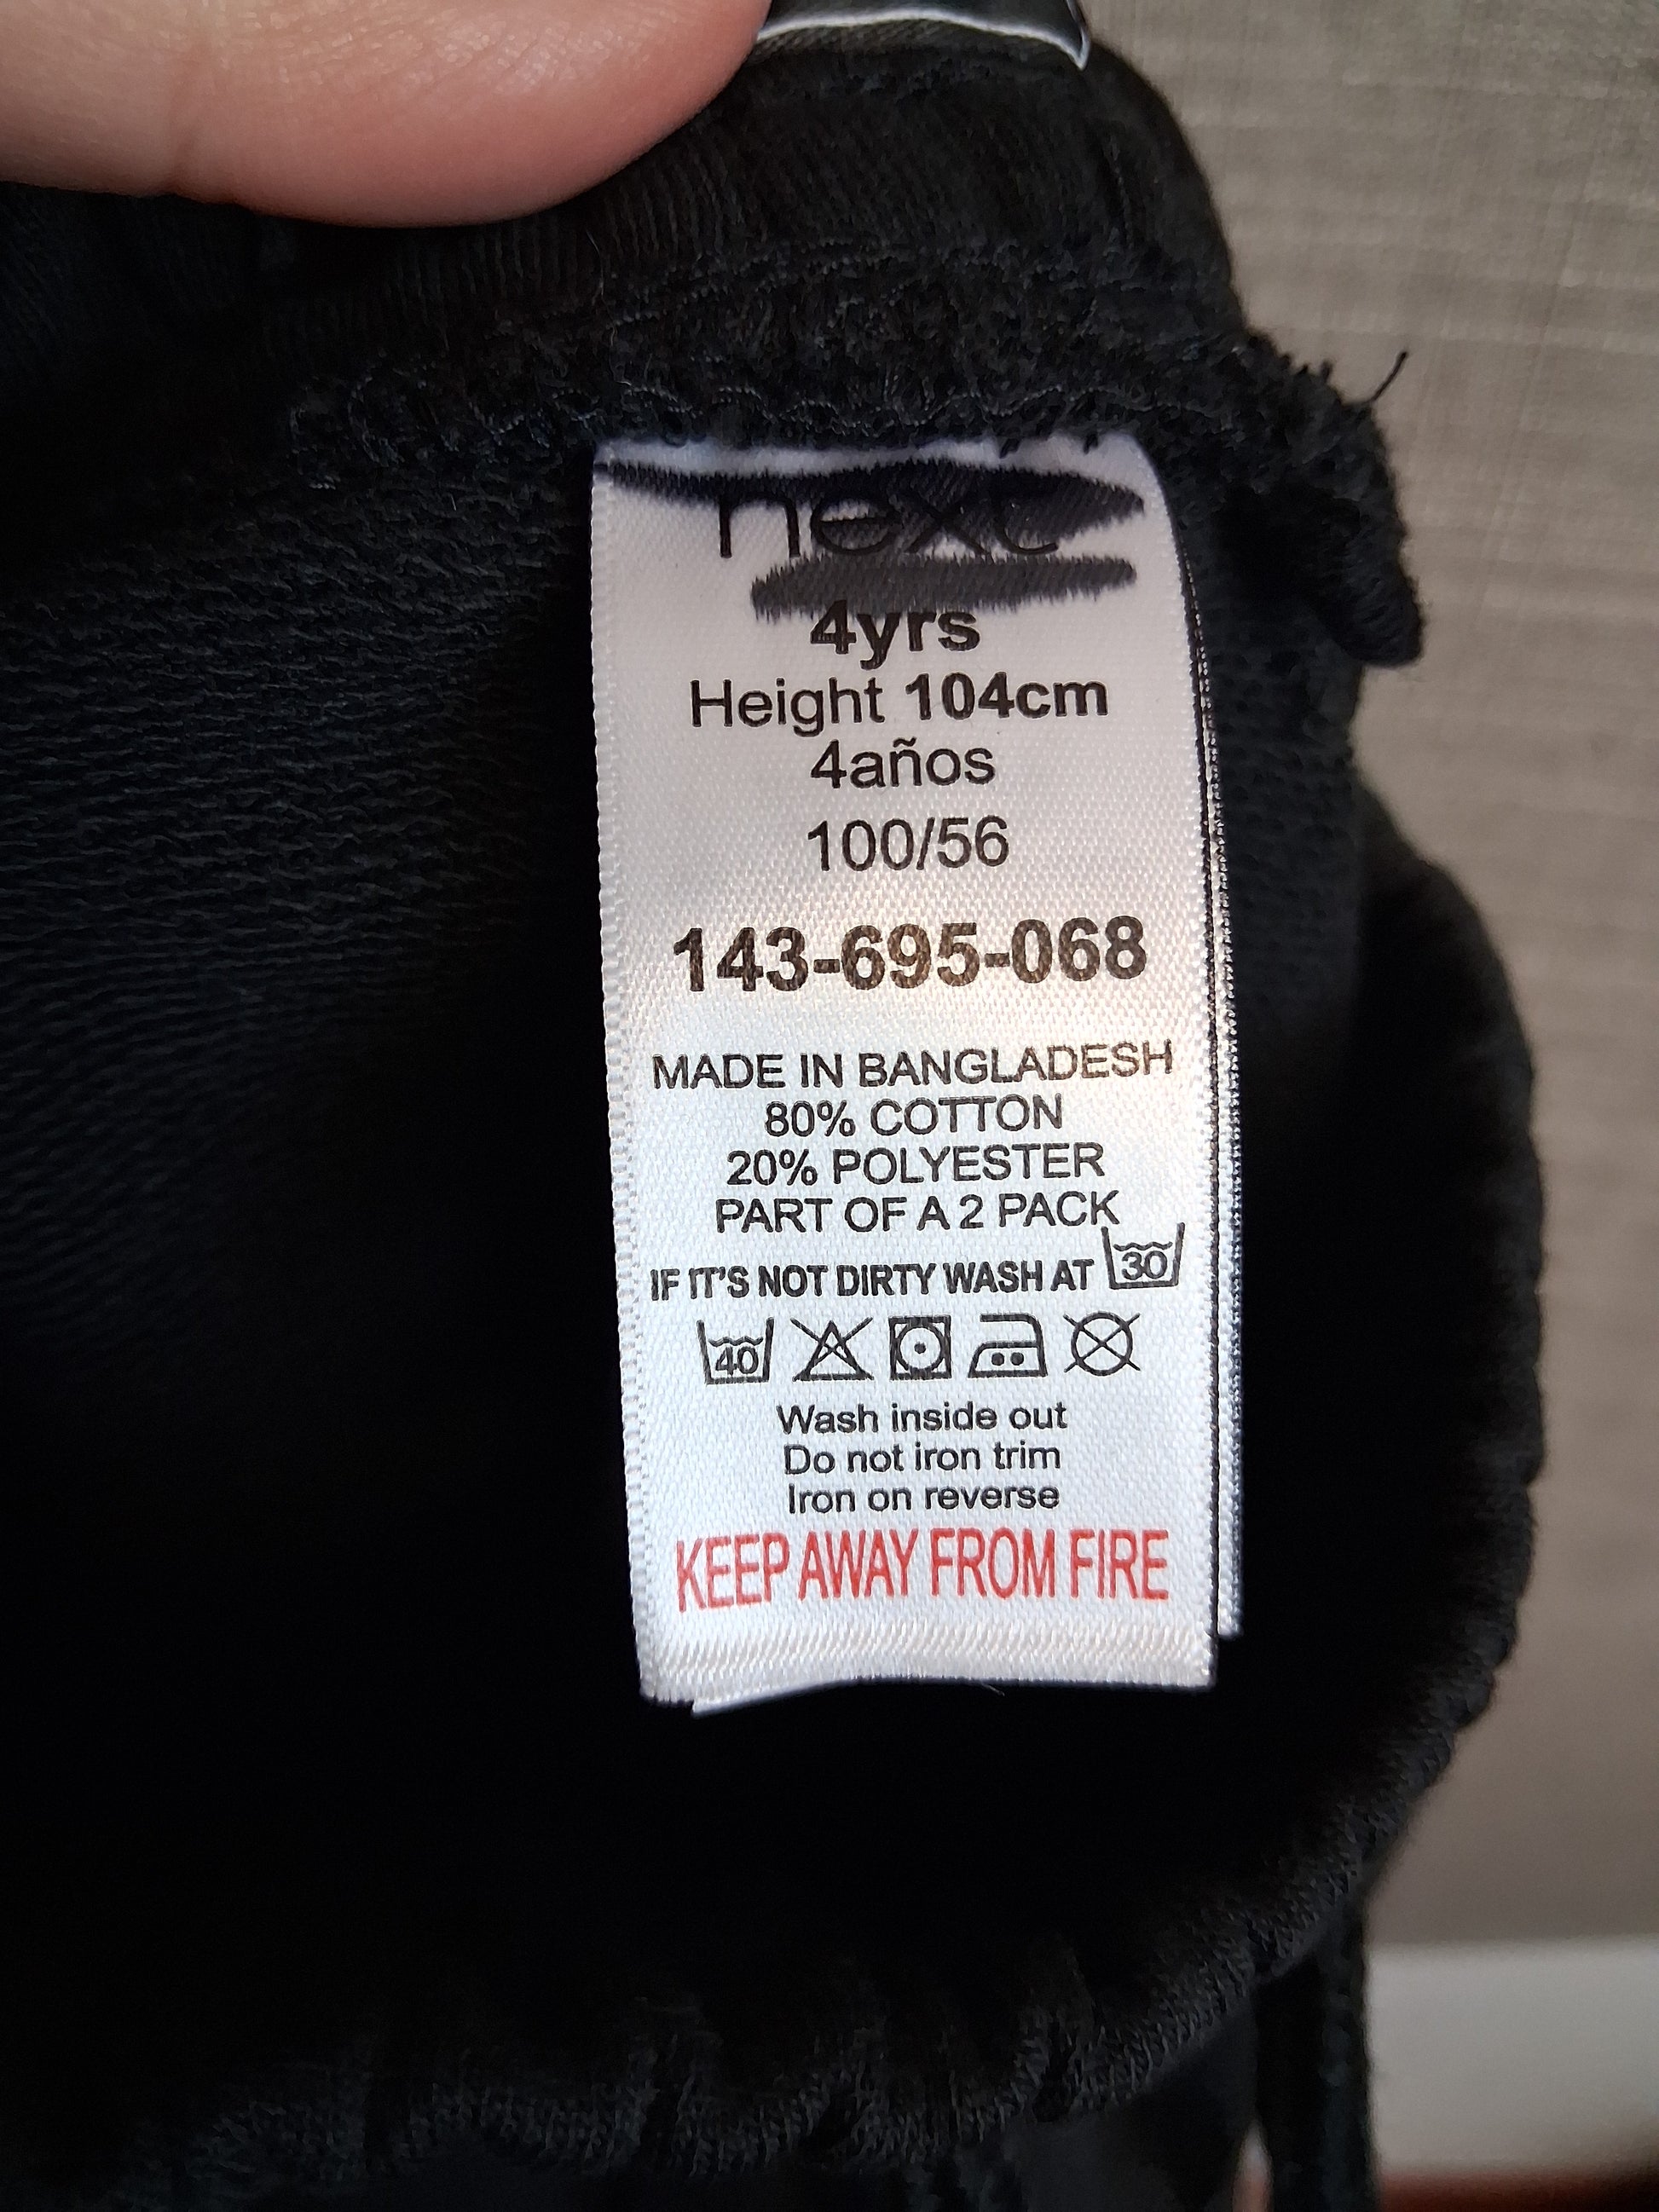 next
4yrs
Height 104cm
4años
100/56
143-695-068
MADE IN BANGLADESH
80% COTTON
20% POLYESTER
PART OF A 2 PACK
IF IT'S NOT DIRTY WASH AT 30
40
Wash inside out
Do not iron trim
Iron on reverse
KEEP AWAY FROM FIRE